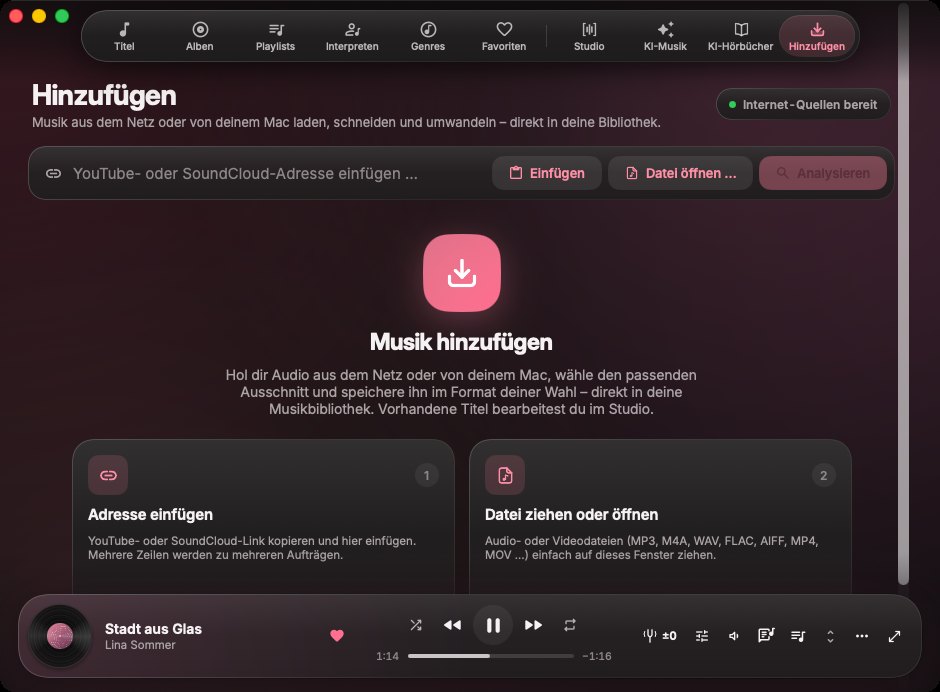 Titel
Alben
Playlists
Interpreten
Genres
Favoriten
Studio
KI-Musik
KI-Hörbücher
Hinzufügen
Hinzufügen
Musik aus dem Netz oder von deinem Mac laden, schneiden und umwandeln – direkt in deine Bibliothek.
Internet-Quellen bereit
YouTube- oder SoundCloud-Adresse einfügen ...
Einfügen
Datei öffnen ...
Analysieren
Musik hinzufügen
Hol dir Audio aus dem Netz oder von deinem Mac, wähle den passenden
Ausschnitt und speichere ihn im Format deiner Wahl – direkt in deine
Musikbibliothek. Vorhandene Titel bearbeitest du im Studio.
1
Adresse einfügen
YouTube- oder SoundCloud-Link kopieren und hier einfügen.
Mehrere Zeilen werden zu mehreren Aufträgen.
2
Datei ziehen oder öffnen
Audio- oder Videodateien (MP3, M4A, WAV, FLAC, AIFF, MP4,
MOV ...) einfach auf dieses Fenster ziehen.
Stadt aus Glas
Lina Sommer
1:14
−1:16
±0